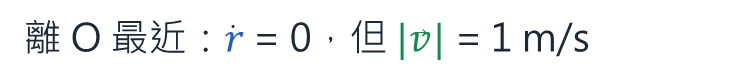 離 O 最近：ṙ = 0，但 |v⃗| = 1 m/s